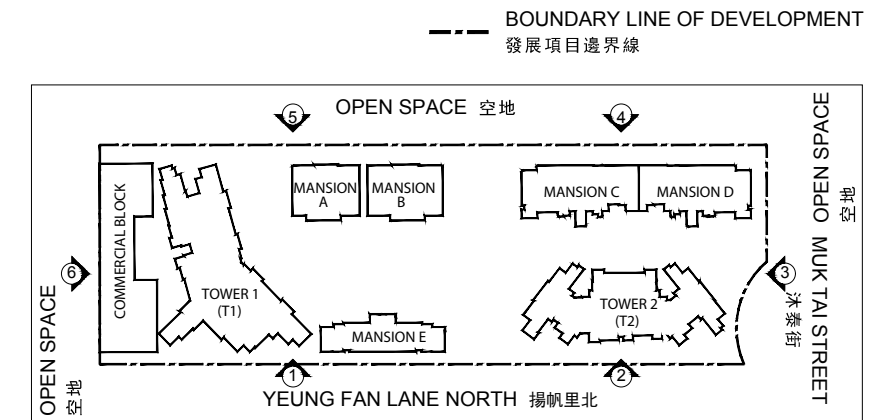 BOUNDARY LINE OF DEVELOPMENT
發展項目邊界線
5
OPEN SPACE 空地
4
OPEN SPACE
空地
MANSION
A
MANSION
B
MANSION C
MANSION D
COMMERCIAL BLOCK
6
TOWER 1
(T1)
TOWER 2
(T2)
3
MUK TAI STREET
沐泰街
MANSION E
OPEN SPACE
空地
1
2
YEUNG FAN LANE NORTH 揚帆里北